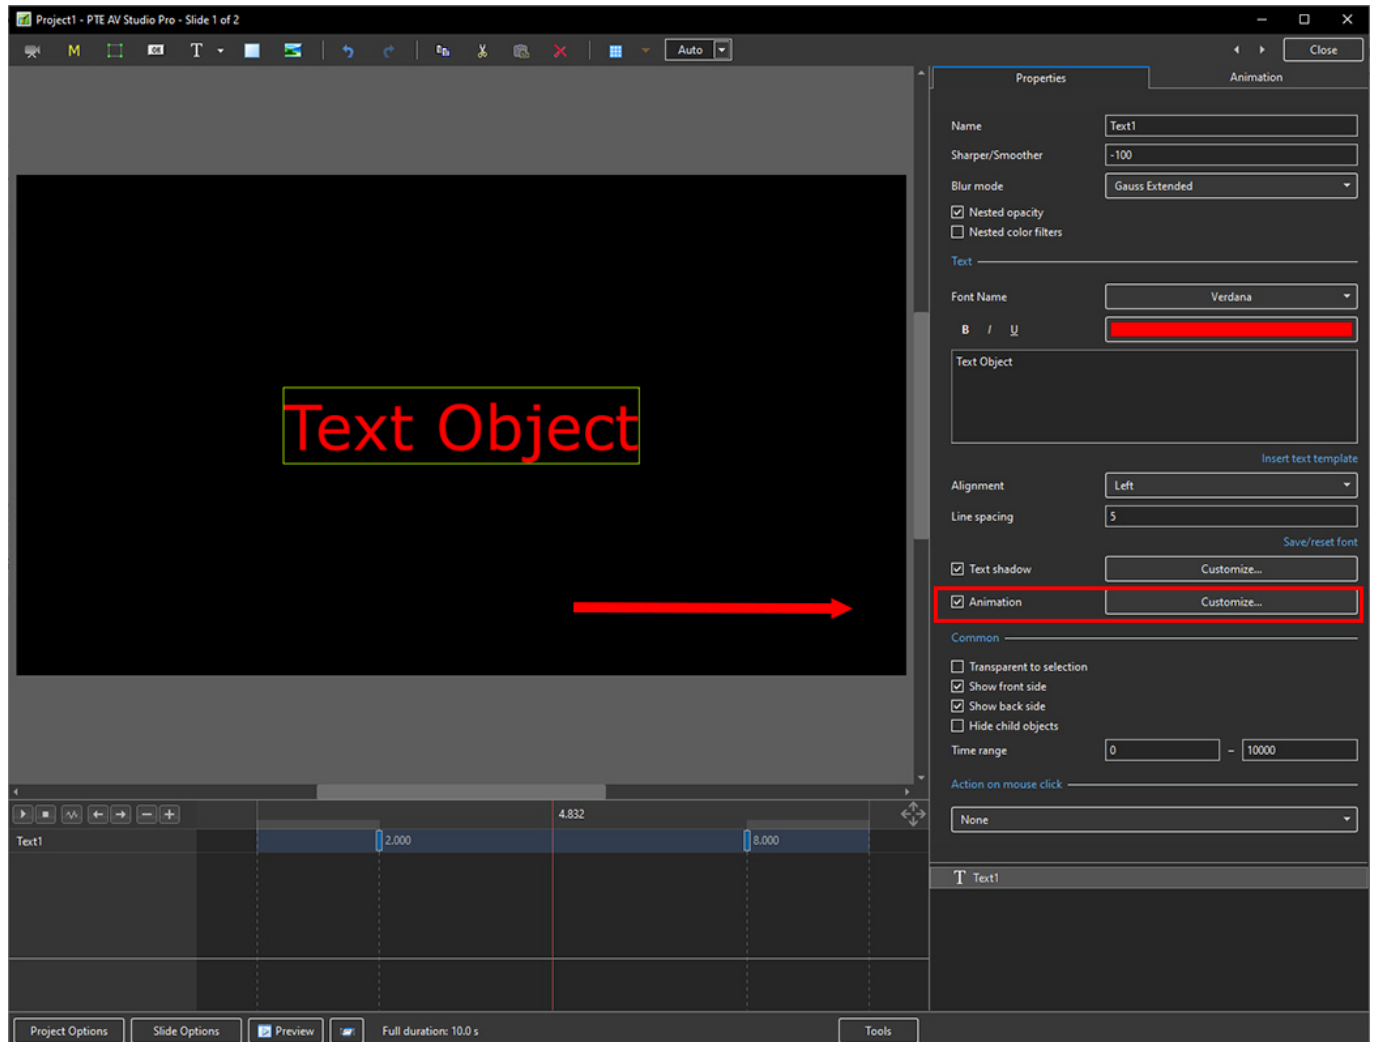 Project1 - PTE AV Studio Pro - Slide 1 of 2
M OK T Auto Close
Properties Animation
Name Text1
Sharper/Smoother -100
Blur mode Gauss Extended
Nested opacity
Nested color filters
Text
Font Name Verdana
B I U
Text Object
Text Object
Insert text template
Alignment Left
Line spacing 5
Save/reset font
Text shadow Customize...
Animation Customize...
Common
Transparent to selection
Show front side
Show back side
Hide child objects
Time range 0 – 10000
Action on mouse click
None
4.832
Text1 2.000 8.000
T Text1
Project Options Slide Options Preview Full duration: 10.0 s Tools